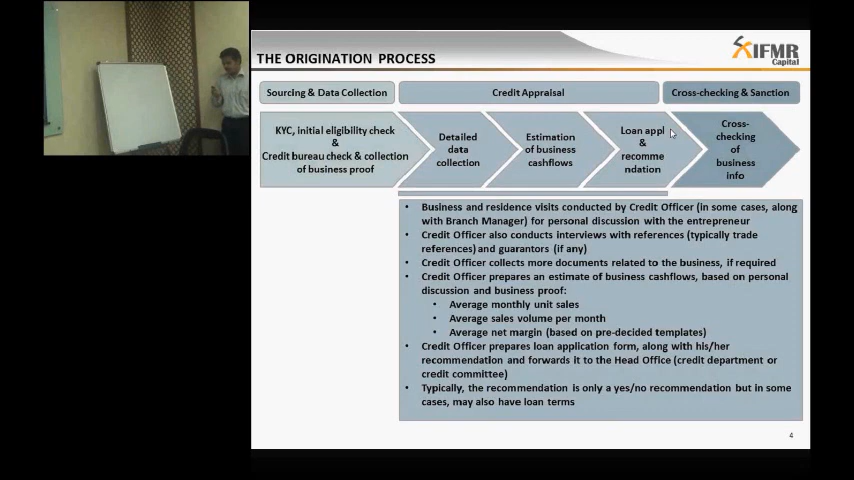 THE ORIGINATION PROCESS
IFMR
Capital
Sourcing & Data Collection
Credit Appraisal
Cross-checking & Sanction
KYC, initial eligibility check
&
Credit bureau check & collection
of business proof
Detailed
data
collection
Estimation
of business
cashflows
Loan appl
&
recomme
ndation
Cross-
checking
of
business
info
• Business and residence visits conducted by Credit Officer (in some cases, along
with Branch Manager) for personal discussion with the entrepreneur
• Credit Officer also conducts interviews with references (typically trade
references) and guarantors (if any)
• Credit Officer collects more documents related to the business, if required
• Credit Officer prepares an estimate of business cashflows, based on personal
discussion and business proof:
• Average monthly unit sales
• Average sales volume per month
• Average net margin (based on pre-decided templates)
• Credit Officer prepares loan application form, along with his/her
recommendation and forwards it to the Head Office (credit department or
credit committee)
• Typically, the recommendation is only a yes/no recommendation but in some
cases, may also have loan terms
4